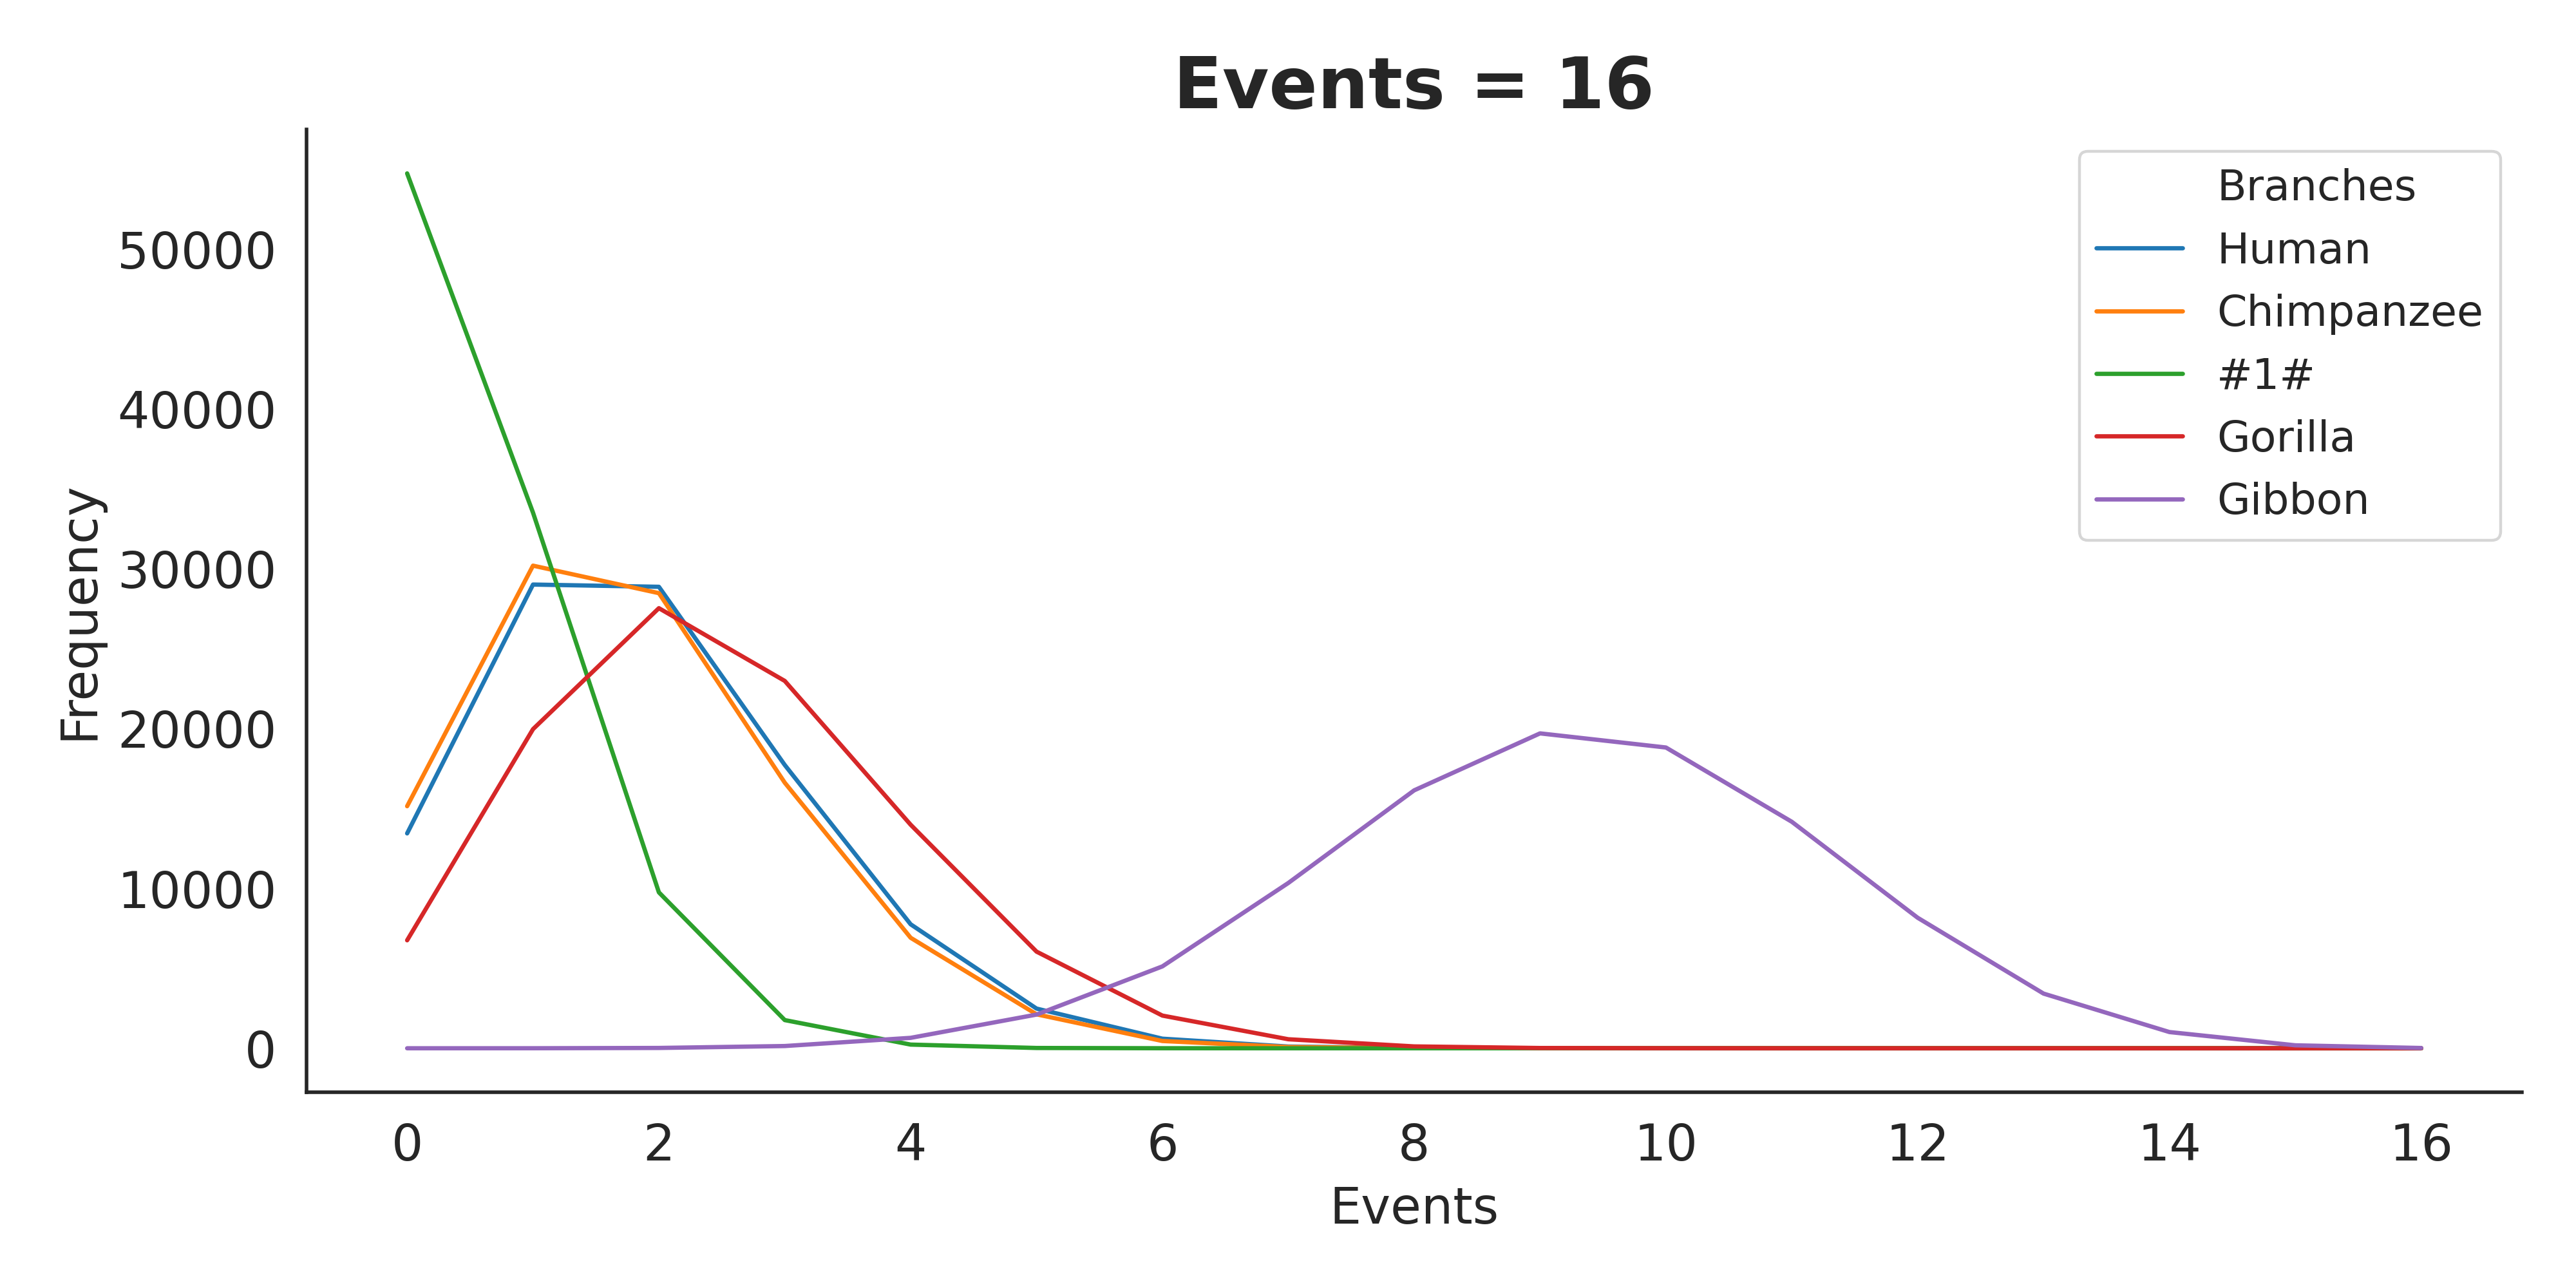 Events = 16
Frequency
50000
40000
30000
20000
10000
0
Branches
Human
Chimpanzee
#1#
Gorilla
Gibbon
0 2 4 6 8 10 12 14 16
Events